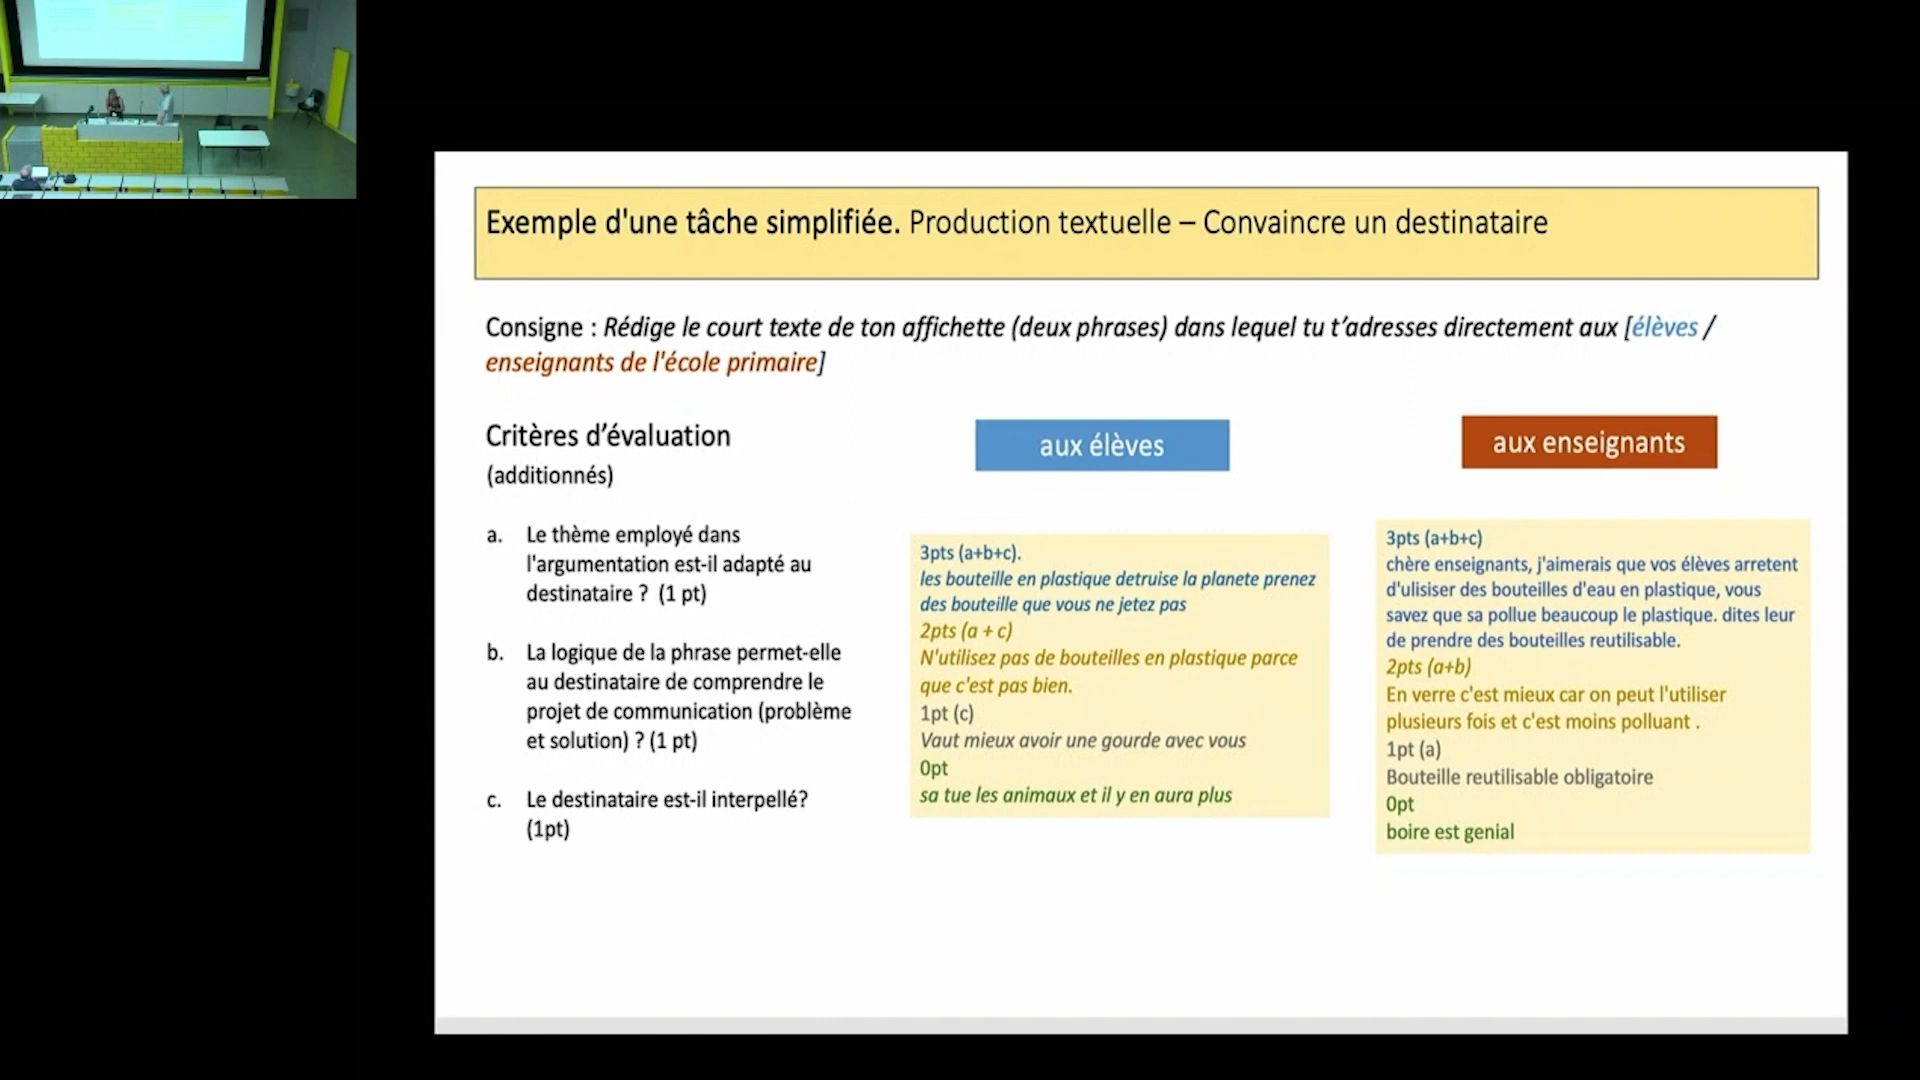 Exemple d'une tâche simplifiée. Production textuelle – Convaincre un destinataire
Consigne : Rédige le court texte de ton affichette (deux phrases) dans lequel tu t’adresses directement aux [élèves /
enseignants de l'école primaire]
Critères d’évaluation
(additionnés)
a. Le thème employé dans
l'argumentation est-il adapté au
destinataire ? (1 pt)
b. La logique de la phrase permet-elle
au destinataire de comprendre le
projet de communication (problème
et solution) ? (1 pt)
c. Le destinataire est-il interpellé?
(1pt)
aux élèves
3pts (a+b+c).
les bouteille en plastique detruise la planete prenez
des bouteille que vous ne jetez pas
2pts (a + c)
N'utilisez pas de bouteilles en plastique parce
que c'est pas bien.
1pt (c)
Vaut mieux avoir une gourde avec vous
0pt
sa tue les animaux et il y en aura plus
aux enseignants
3pts (a+b+c)
chère enseignants, j'aimerais que vos élèves arretent
d'ulisiser des bouteilles d'eau en plastique, vous
savez que sa pollue beaucoup le plastique. dites leur
de prendre des bouteilles reutilisable.
2pts (a+b)
En verre c'est mieux car on peut l'utiliser
plusieurs fois et c'est moins polluant .
1pt (a)
Bouteille reutilisable obligatoire
0pt
boire est genial